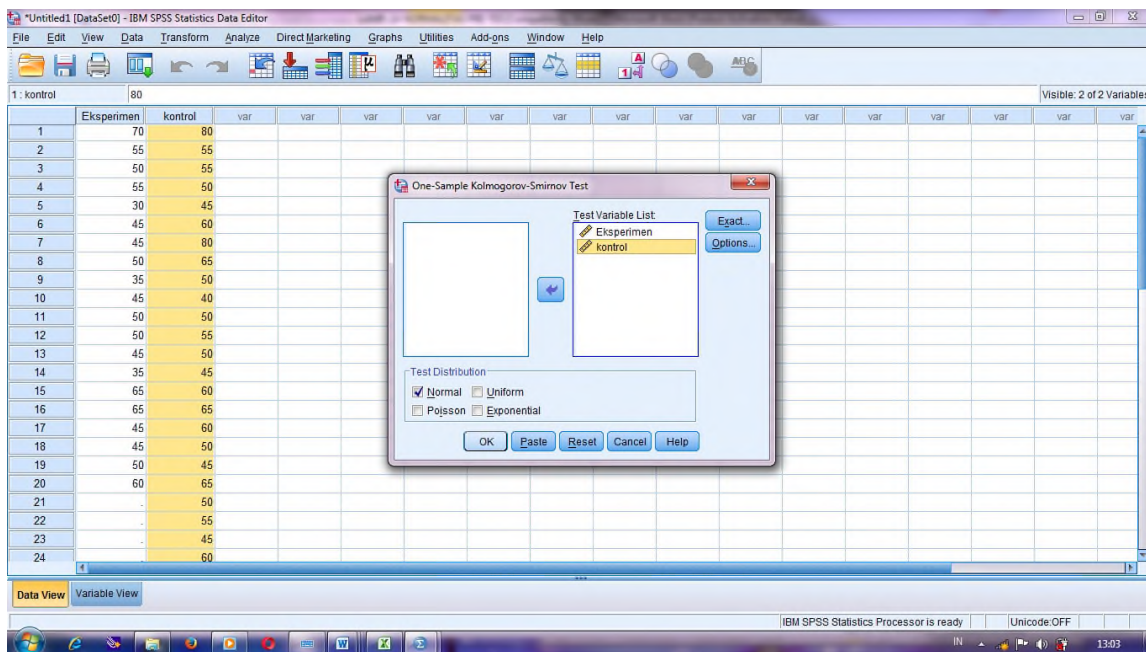 *Untitled1 [DataSet0] - IBM SPSS Statistics Data Editor
File Edit View Data Transform Analyze Direct Marketing Graphs Utilities Add-ons Window Help
1 : kontrol 80 Visible: 2 of 2 Variables
Eksperimen kontrol var var var var var var var var var var var var var var var
1 70 80
2 55 55
3 50 55
4 55 50
5 30 45
6 45 60
7 45 80
8 50 65
9 35 50
10 45 40
11 50 50
12 50 55
13 45 50
14 35 45
15 65 60
16 65 65
17 45 60
18 45 50
19 50 45
20 60 65
21 . 50
22 . 55
23 . 45
24 . 60
One-Sample Kolmogorov-Smirnov Test
Test Variable List:
Eksperimen
kontrol
Exact...
Options...
Test Distribution
Normal Uniform
Poisson Exponential
OK Paste Reset Cancel Help
Data View Variable View
IBM SPSS Statistics Processor is ready Unicode:OFF
IN 13:03